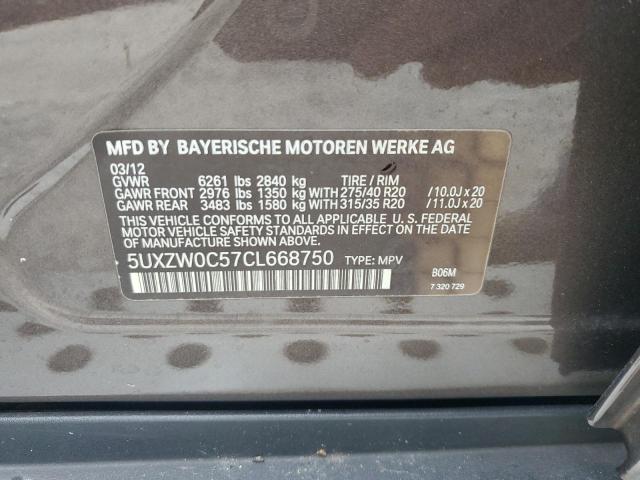 MFD BY BAYERISCHE MOTOREN WERKE AG
03/12
GVWR 6261 lbs 2840 kg TIRE / RIM
GAWR FRONT 2976 lbs 1350 kg WITH 275/40 R20 / 10.0J x 20
GAWR REAR 3483 lbs 1580 kg WITH 315/35 R20 / 11.0J x 20
THIS VEHICLE CONFORMS TO ALL APPLICABLE U. S. FEDERAL
MOTOR VEHICLE SAFETY STANDARDS IN EFFECT ON THE
DATE OF MANUFACTURE SHOWN ABOVE.
5UXZW0C57CL668750 TYPE: MPV
B06M
7 320 729